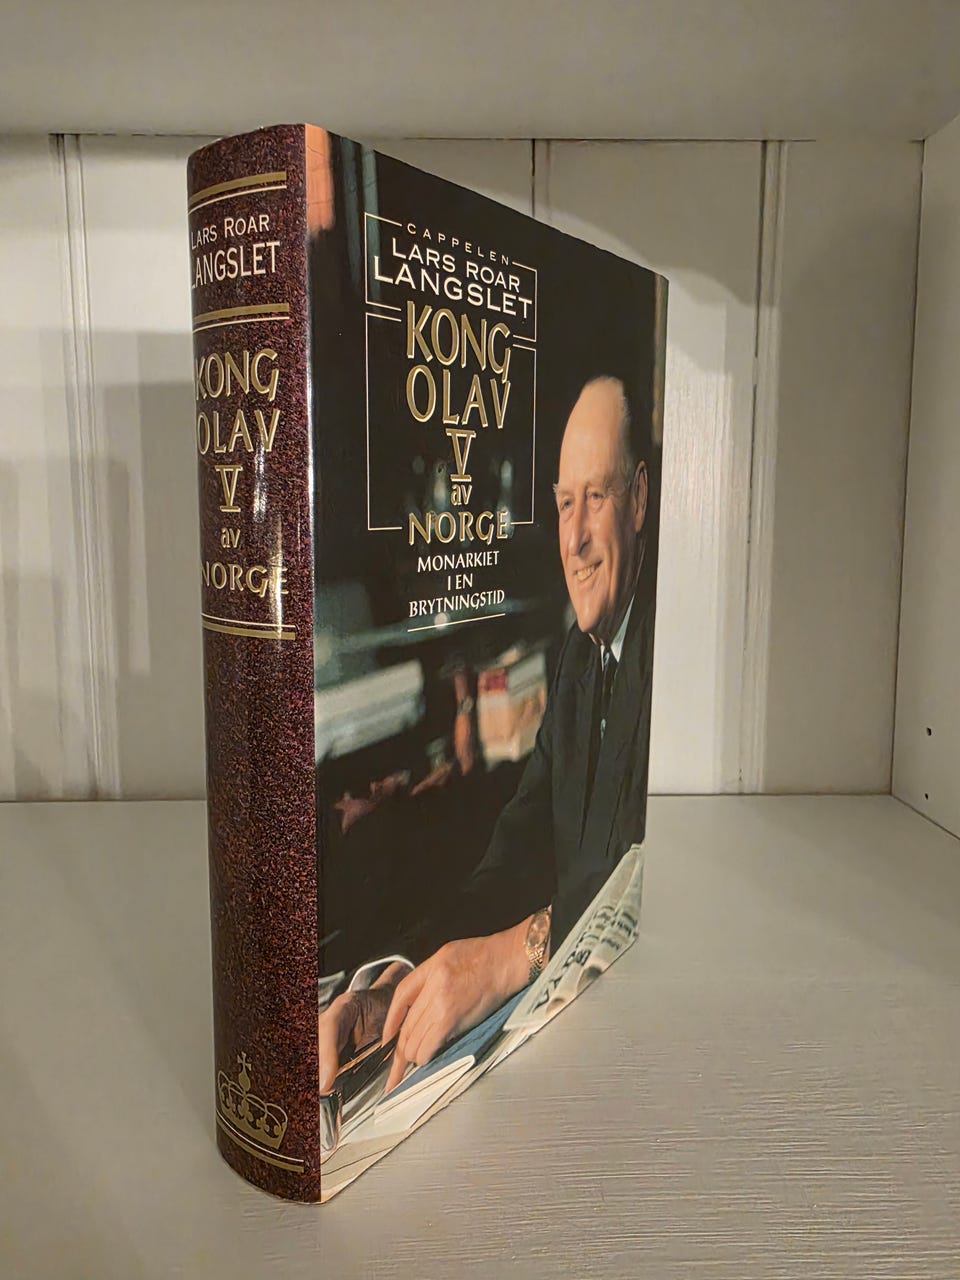 LARS ROAR
LANGSLET
KONG
OLAV
V
av
NORGE
CAPPELEN
LARS ROAR
LANGSLET
KONG
OLAV
V
av
NORGE
MONARKIET
I EN
BRYTNINGSTID